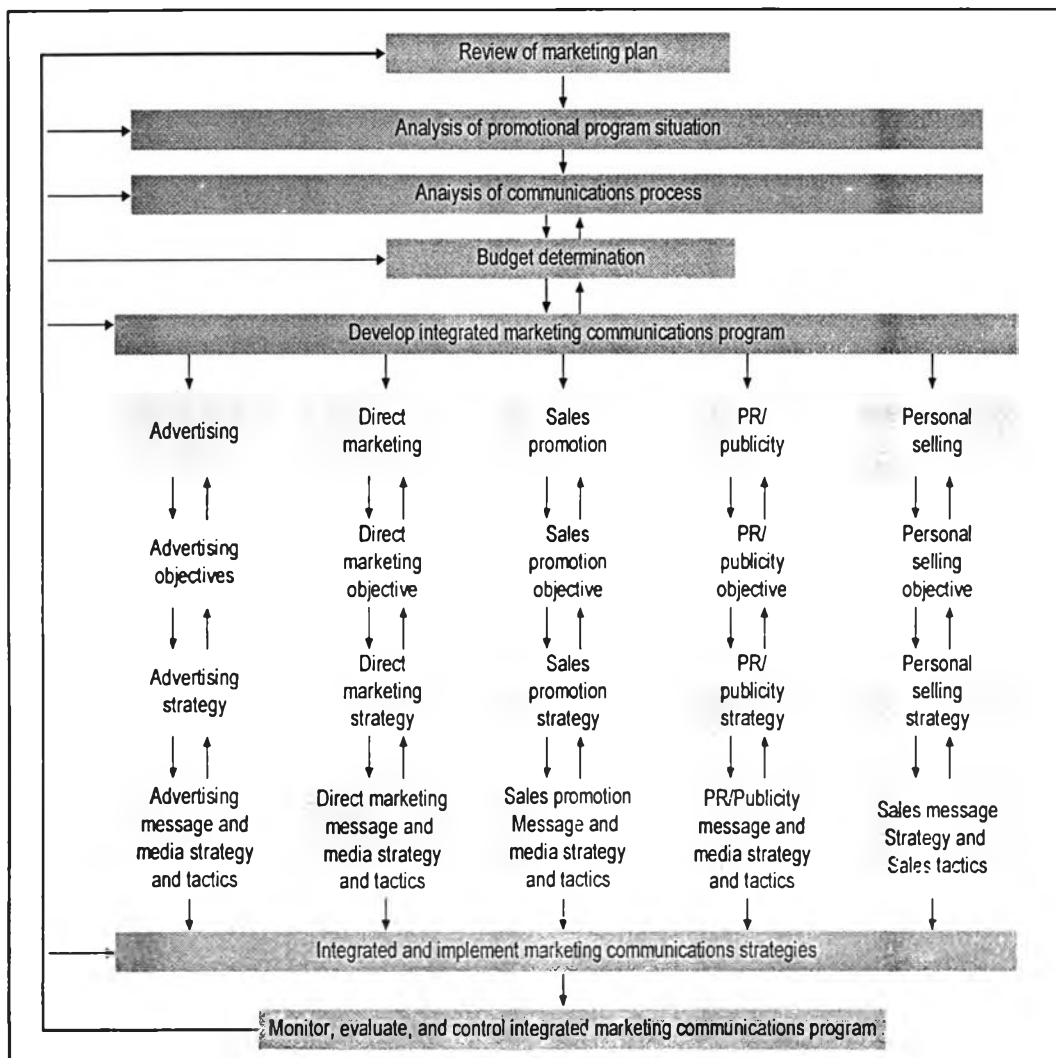 Review of marketing plan
Analysis of promotional program situation
Anaiysis of communications process
Budget determination
Develop integrated marketing communications program
Advertising
Direct
marketing
Sales
promotion
PR/
publicity
Personal
selling
Advertising
objectives
Direct
marketing
objective
Sales
promotion
objective
PR/
publicity
objective
Personal
selling
objective
Advertising
strategy
Direct
marketing
strategy
Sales
promotion
strategy
PR/
publicity
strategy
Personal
selling
strategy
Advertising
message and
media strategy
and tactics
Direct marketing
message and
media strategy
and tactics
Sales promotion
Message and
media strategy
and tactics
PR/Publicity
message and
media strategy
and tactics
Sales message
Strategy and
Sales tactics
Integrated and implement marketing communications strategies
Monitor, evaluate, and control integrated marketing communications program